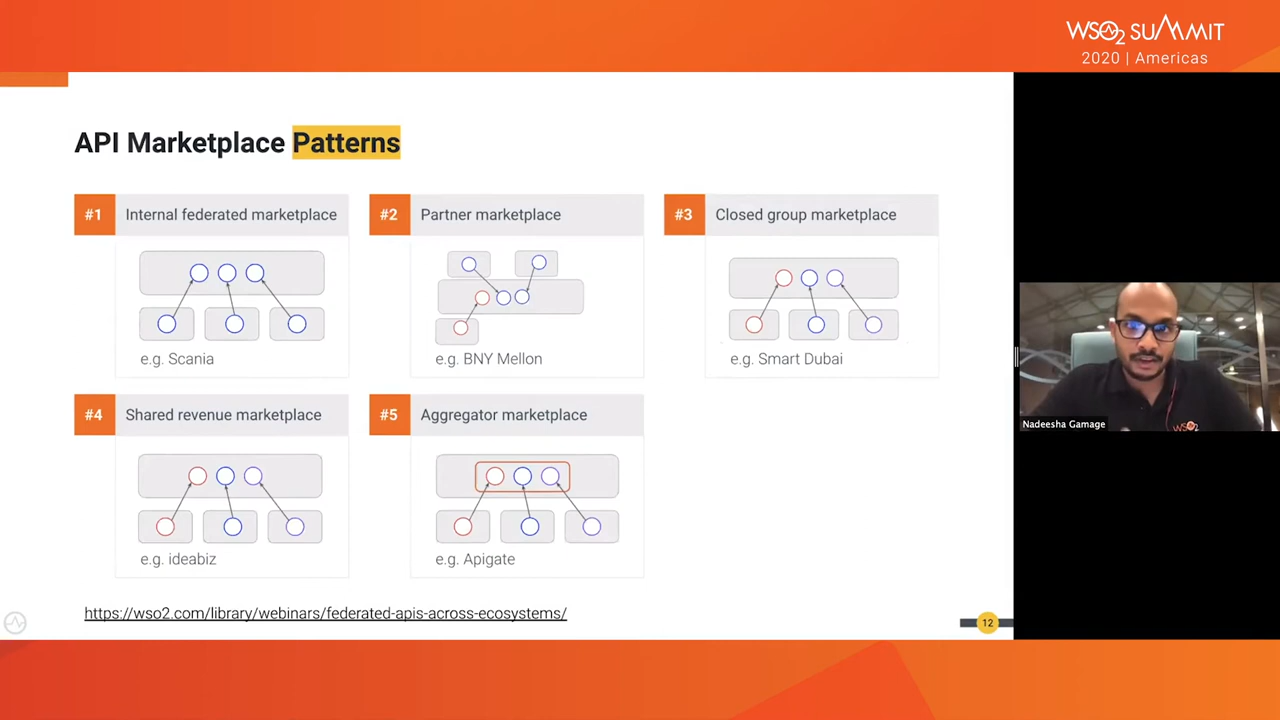 WSO2 SUMMIT
2020 | Americas
API Marketplace Patterns
#1 Internal federated marketplace
e.g. Scania
#2 Partner marketplace
e.g. BNY Mellon
#3 Closed group marketplace
e.g. Smart Dubai
#4 Shared revenue marketplace
e.g. ideabiz
#5 Aggregator marketplace
e.g. Apigate
https://wso2.com/library/webinars/federated-apis-across-ecosystems/
12
Nadeesha Gamage
WSO2